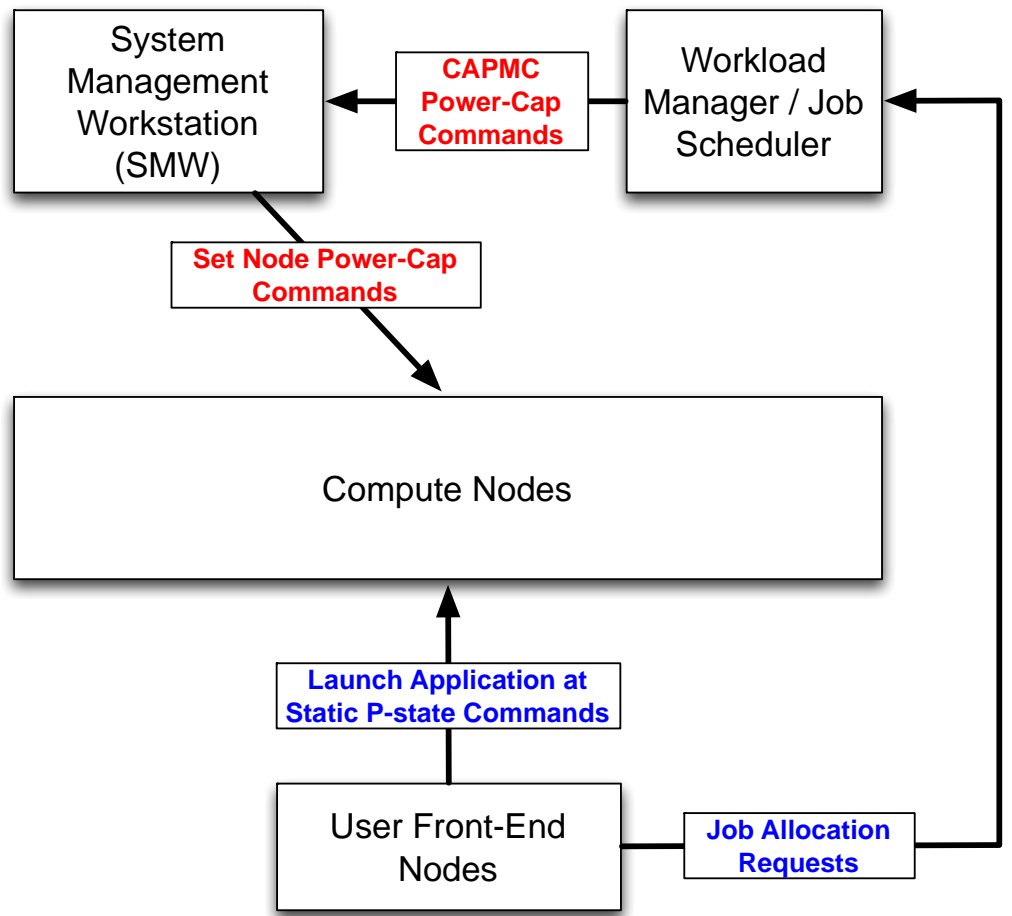 System
Management
Workstation
(SMW)
CAPMC
Power-Cap
Commands
Workload
Manager / Job
Scheduler
Set Node Power-Cap
Commands
Compute Nodes
Launch Application at
Static P-state Commands
User Front-End
Nodes
Job Allocation
Requests